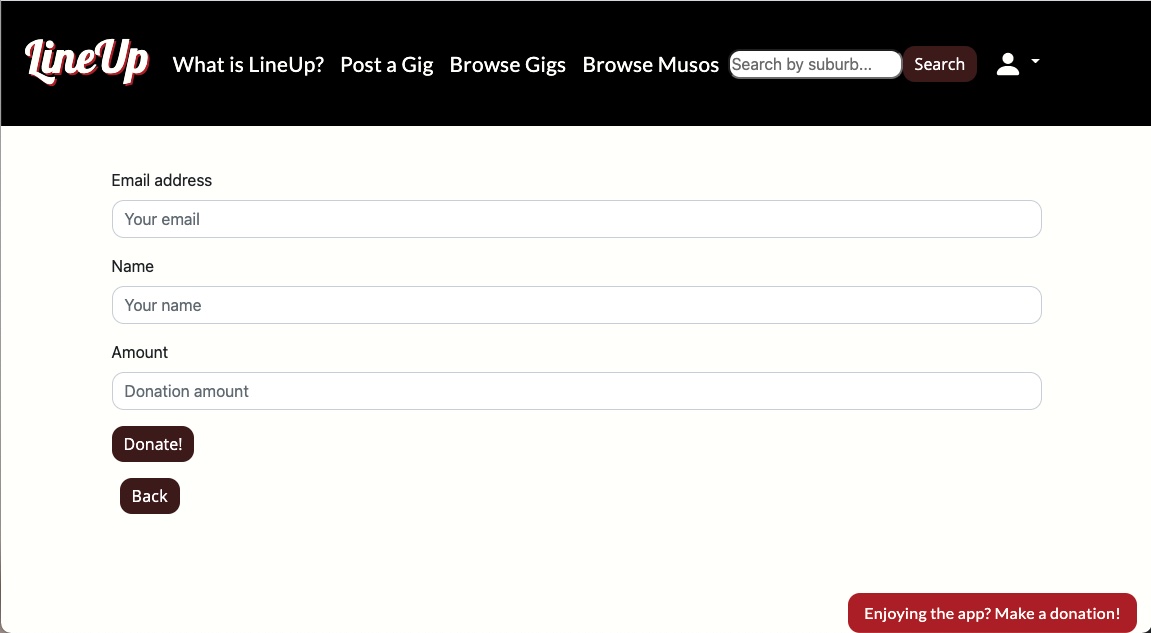 LineUp What is LineUp? Post a Gig Browse Gigs Browse Musos Search by suburb... Search
Email address
Your email
Name
Your name
Amount
Donation amount
Donate!
Back
Enjoying the app? Make a donation!